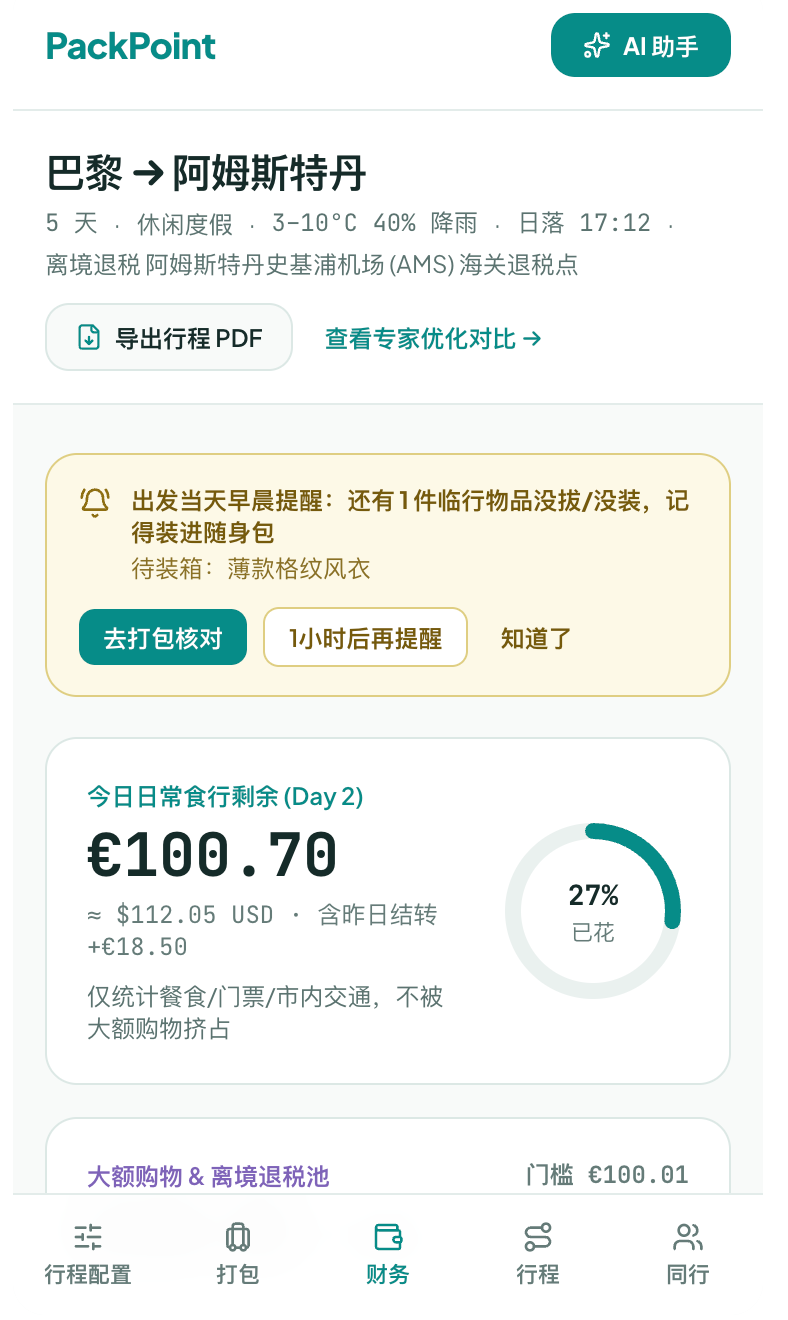 PackPoint
AI 助手
巴黎 → 阿姆斯特丹
5 天 · 休闲度假 · 3–10°C 40% 降雨 · 日落 17:12 ·
离境退税 阿姆斯特丹史基浦机场 (AMS) 海关退税点
导出行程 PDF
查看专家优化对比 →
出发当天早晨提醒：还有 1 件临行物品没拔/没装，记
得装进随身包
待装箱：薄款格纹风衣
去打包核对
1小时后再提醒
知道了
今日日常食行剩余 (Day 2)
€100.70
≈ $112.05 USD · 含昨日结转
+€18.50
仅统计餐食/门票/市内交通，不被
大额购物挤占
27%
已花
大额购物 & 离境退税池
门槛 €100.01
行程配置
打包
财务
行程
同行